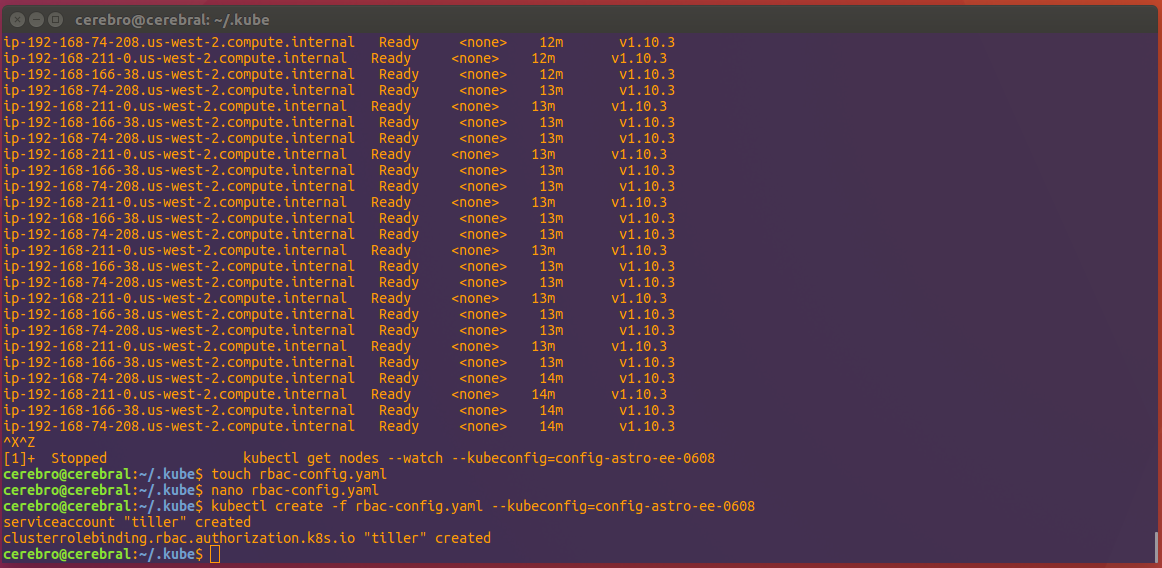 cerebro@cerebral: ~/.kube
ip-192-168-74-208.us-west-2.compute.internal   Ready     <none>    12m       v1.10.3
ip-192-168-211-0.us-west-2.compute.internal   Ready     <none>    12m       v1.10.3
ip-192-168-166-38.us-west-2.compute.internal   Ready     <none>    12m       v1.10.3
ip-192-168-74-208.us-west-2.compute.internal   Ready     <none>    13m       v1.10.3
ip-192-168-211-0.us-west-2.compute.internal   Ready     <none>    13m       v1.10.3
ip-192-168-166-38.us-west-2.compute.internal   Ready     <none>    13m       v1.10.3
ip-192-168-74-208.us-west-2.compute.internal   Ready     <none>    13m       v1.10.3
ip-192-168-211-0.us-west-2.compute.internal   Ready     <none>    13m       v1.10.3
ip-192-168-166-38.us-west-2.compute.internal   Ready     <none>    13m       v1.10.3
ip-192-168-74-208.us-west-2.compute.internal   Ready     <none>    13m       v1.10.3
ip-192-168-211-0.us-west-2.compute.internal   Ready     <none>    13m       v1.10.3
ip-192-168-166-38.us-west-2.compute.internal   Ready     <none>    13m       v1.10.3
ip-192-168-74-208.us-west-2.compute.internal   Ready     <none>    13m       v1.10.3
ip-192-168-211-0.us-west-2.compute.internal   Ready     <none>    13m       v1.10.3
ip-192-168-166-38.us-west-2.compute.internal   Ready     <none>    13m       v1.10.3
ip-192-168-74-208.us-west-2.compute.internal   Ready     <none>    13m       v1.10.3
ip-192-168-211-0.us-west-2.compute.internal   Ready     <none>    13m       v1.10.3
ip-192-168-166-38.us-west-2.compute.internal   Ready     <none>    13m       v1.10.3
ip-192-168-74-208.us-west-2.compute.internal   Ready     <none>    13m       v1.10.3
ip-192-168-211-0.us-west-2.compute.internal   Ready     <none>    13m       v1.10.3
ip-192-168-166-38.us-west-2.compute.internal   Ready     <none>    13m       v1.10.3
ip-192-168-74-208.us-west-2.compute.internal   Ready     <none>    14m       v1.10.3
ip-192-168-211-0.us-west-2.compute.internal   Ready     <none>    14m       v1.10.3
ip-192-168-166-38.us-west-2.compute.internal   Ready     <none>    14m       v1.10.3
ip-192-168-74-208.us-west-2.compute.internal   Ready     <none>    14m       v1.10.3
^X^Z
[1]+  Stopped                 kubectl get nodes --watch --kubeconfig=config-astro-ee-0608
cerebro@cerebral:~/.kube$ touch rbac-config.yaml
cerebro@cerebral:~/.kube$ nano rbac-config.yaml
cerebro@cerebral:~/.kube$ kubectl create -f rbac-config.yaml --kubeconfig=config-astro-ee-0608
serviceaccount "tiller" created
clusterrolebinding.rbac.authorization.k8s.io "tiller" created
cerebro@cerebral:~/.kube$